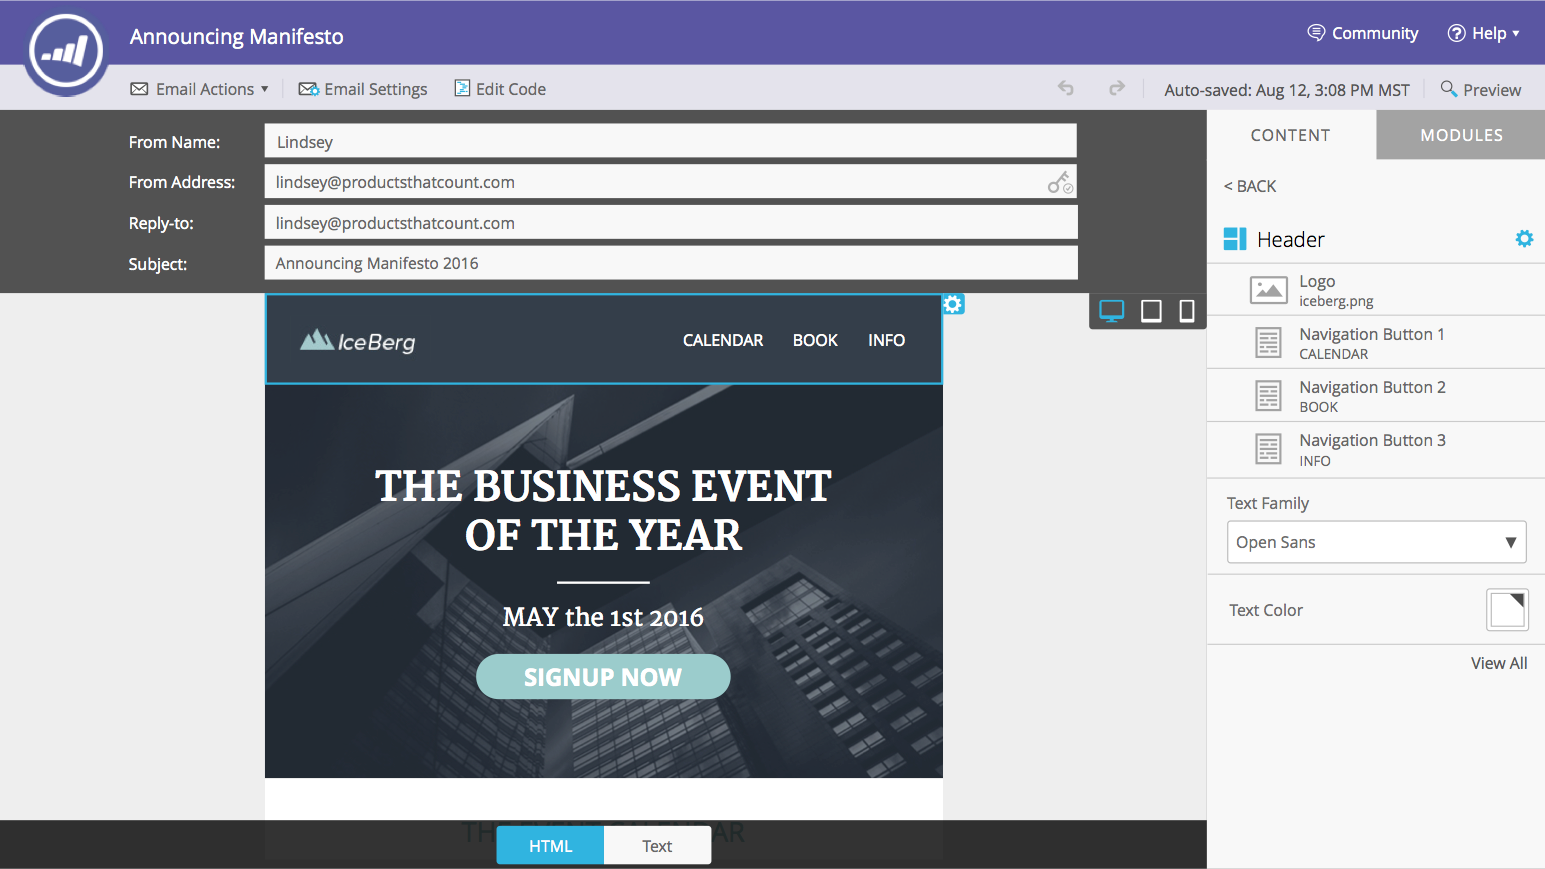 Announcing Manifesto
Community
Help
Email Actions
Email Settings
Edit Code
Auto-saved: Aug 12, 3:08 PM MST
Preview
From Name:
Lindsey
From Address:
lindsey@productsthatcount.com
Reply-to:
lindsey@productsthatcount.com
Subject:
Announcing Manifesto 2016
IceBerg
CALENDAR
BOOK
INFO
THE BUSINESS EVENT
OF THE YEAR
MAY the 1st 2016
SIGNUP NOW
HTML
Text
CONTENT
MODULES
< BACK
Header
Logo
iceberg.png
Navigation Button 1
CALENDAR
Navigation Button 2
BOOK
Navigation Button 3
INFO
Text Family
Open Sans
Text Color
View All